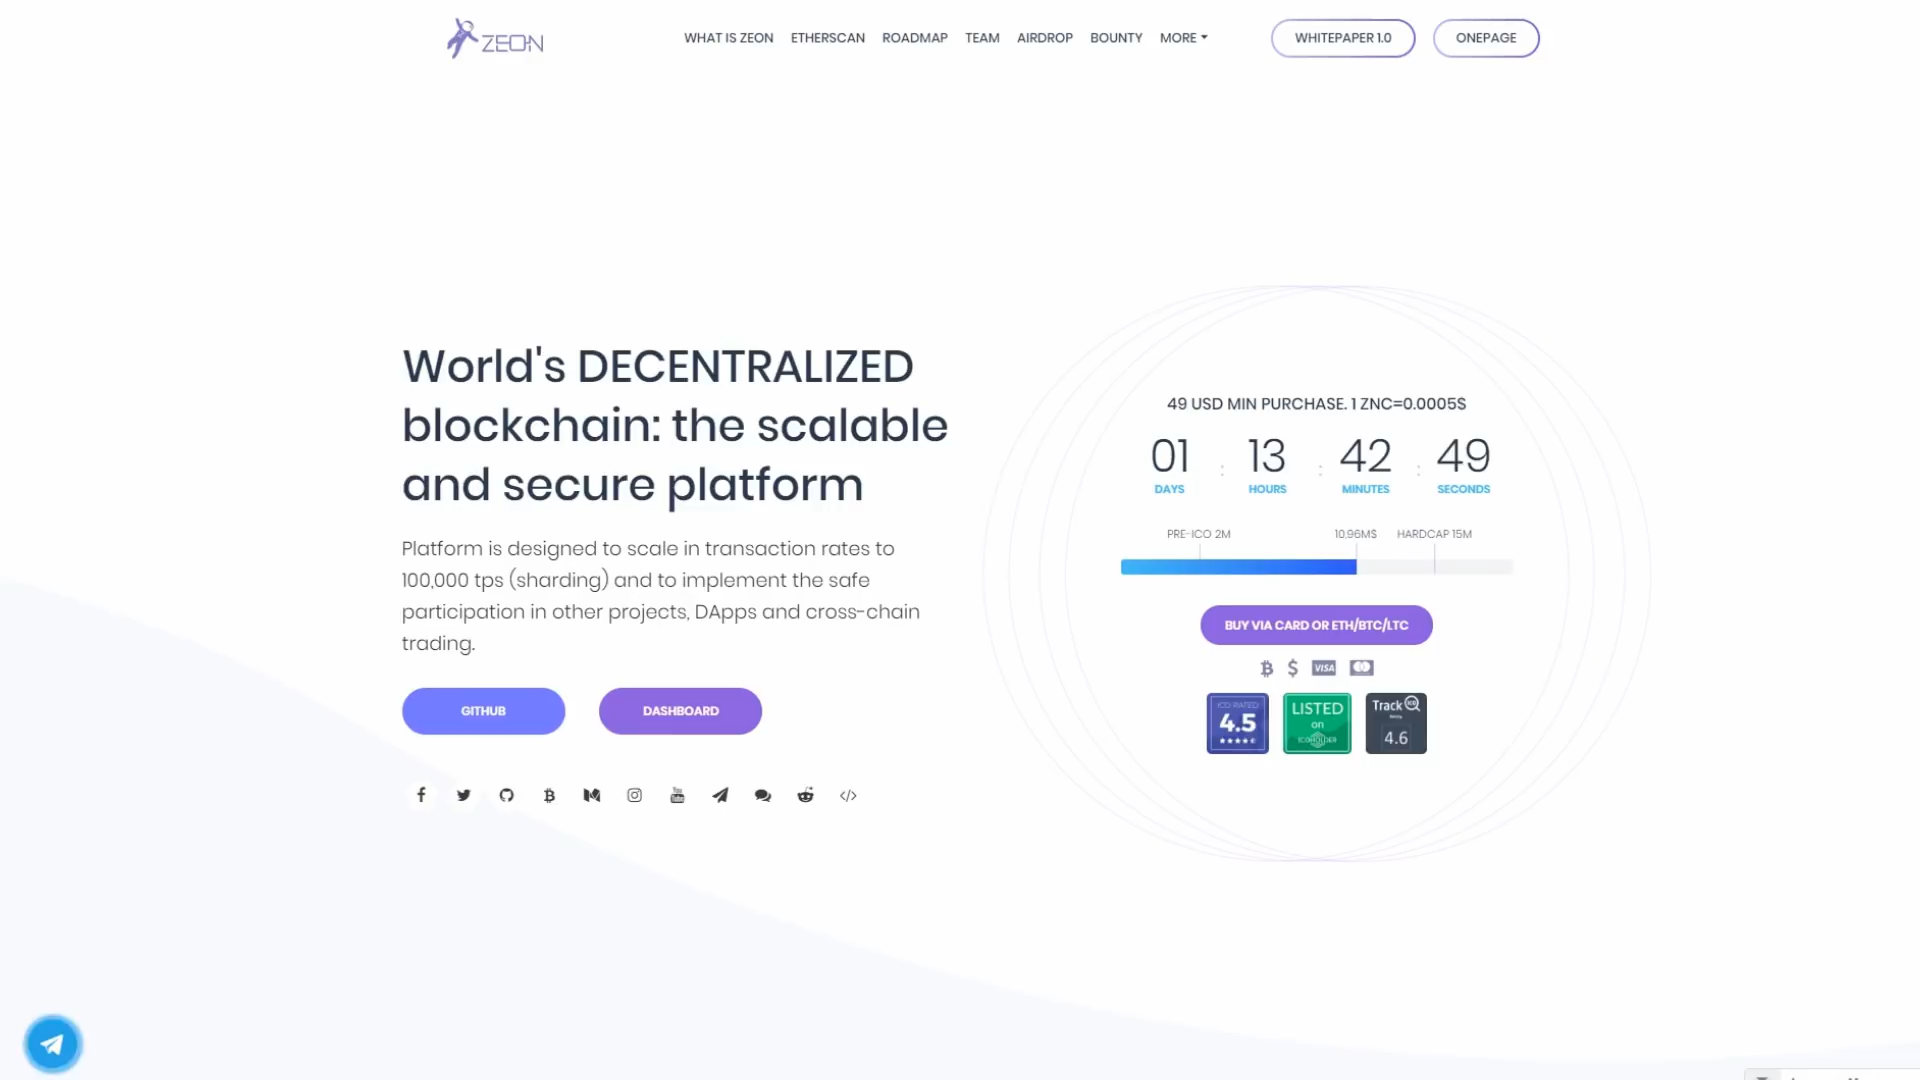 ZEON
WHAT IS ZEON ETHERSCAN ROADMAP TEAM AIRDROP BOUNTY MORE
WHITEPAPER 1.0
ONEPAGE
World's DECENTRALIZED
blockchain: the scalable
and secure platform
Platform is designed to scale in transaction rates to
100,000 tps (sharding) and to implement the safe
participation in other projects, DApps and cross-chain
trading.
GITHUB
DASHBOARD
49 USD MIN PURCHASE. 1 ZNC=0.0005$
01 : 13 : 42 : 49
DAYS HOURS MINUTES SECONDS
PRE-ICO 2M 10,96M$ HARDCAP 15M
BUY VIA CARD OR ETH/BTC/LTC
VISA
ICO RATED
4.5
LISTED
on
ICOHOLDER
Track ICO
4.6